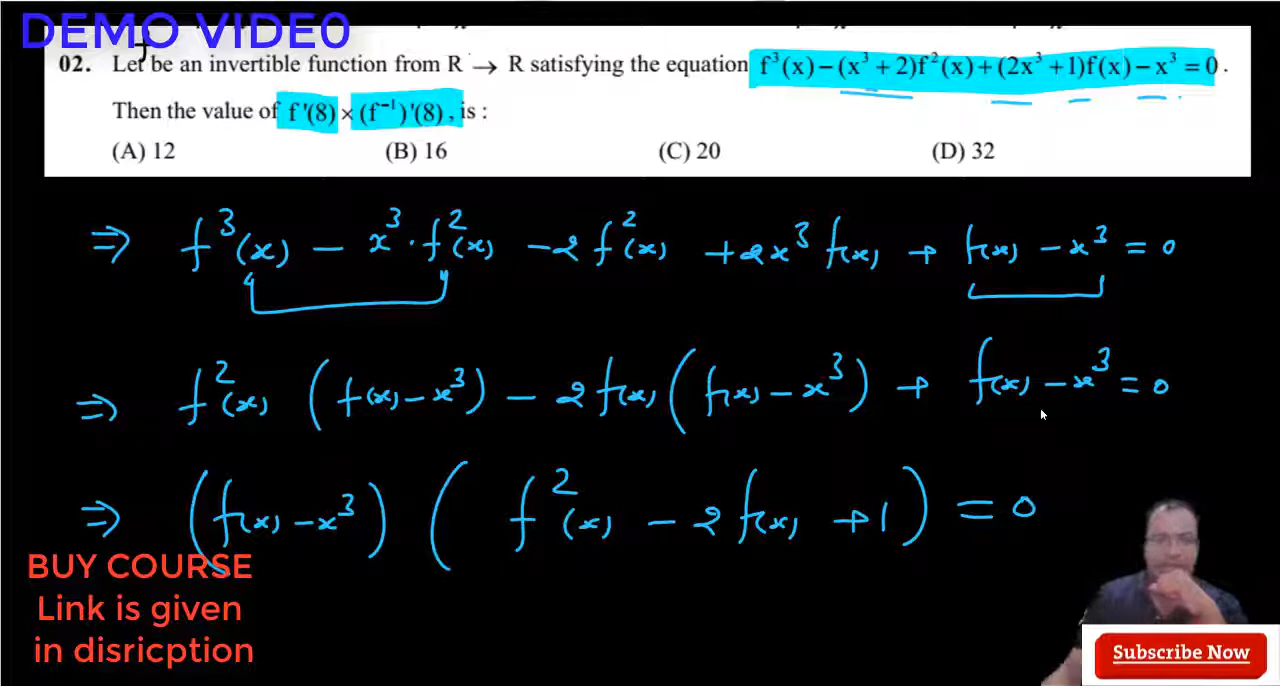 DEMO VIDEO
02. Let f be an invertible function from R → R satisfying the equation f³(x) – (x³ + 2)f²(x) + (2x³ + 1)f(x) – x³ = 0.
Then the value of f'(8) × (f⁻¹)'(8), is :
(A) 12 (B) 16 (C) 20 (D) 32
⇒ f³(x) – x³·f²(x) – 2f²(x) + 2x³ f(x) + f(x) – x³ = 0
⇒ f²(x) (f(x) – x³) – 2f(x) (f(x) – x³) + f(x) – x³ = 0
⇒ (f(x) – x³) (f²(x) – 2f(x) + 1) = 0
BUY COURSE
Link is given
in disricption
Subscribe Now